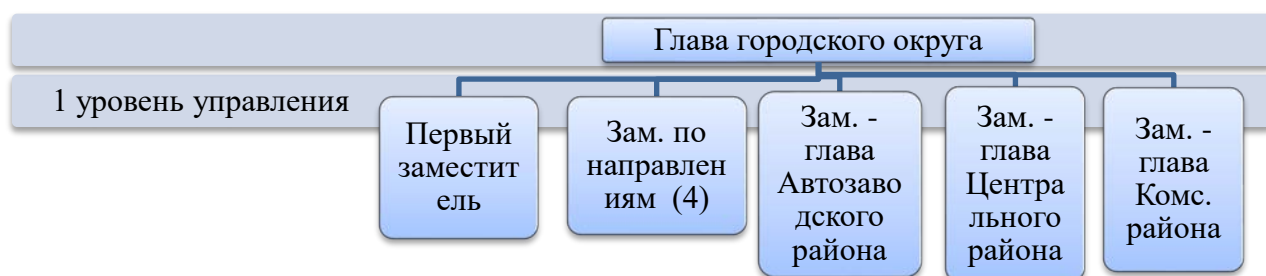 Глава городского округа
1 уровень управления
Первый
заместит
ель
Зам. по
направлен
иям (4)
Зам. -
глава
Автозаво
дского
района
Зам. -
глава
Центра
льного
района
Зам. -
глава
Комс.
района